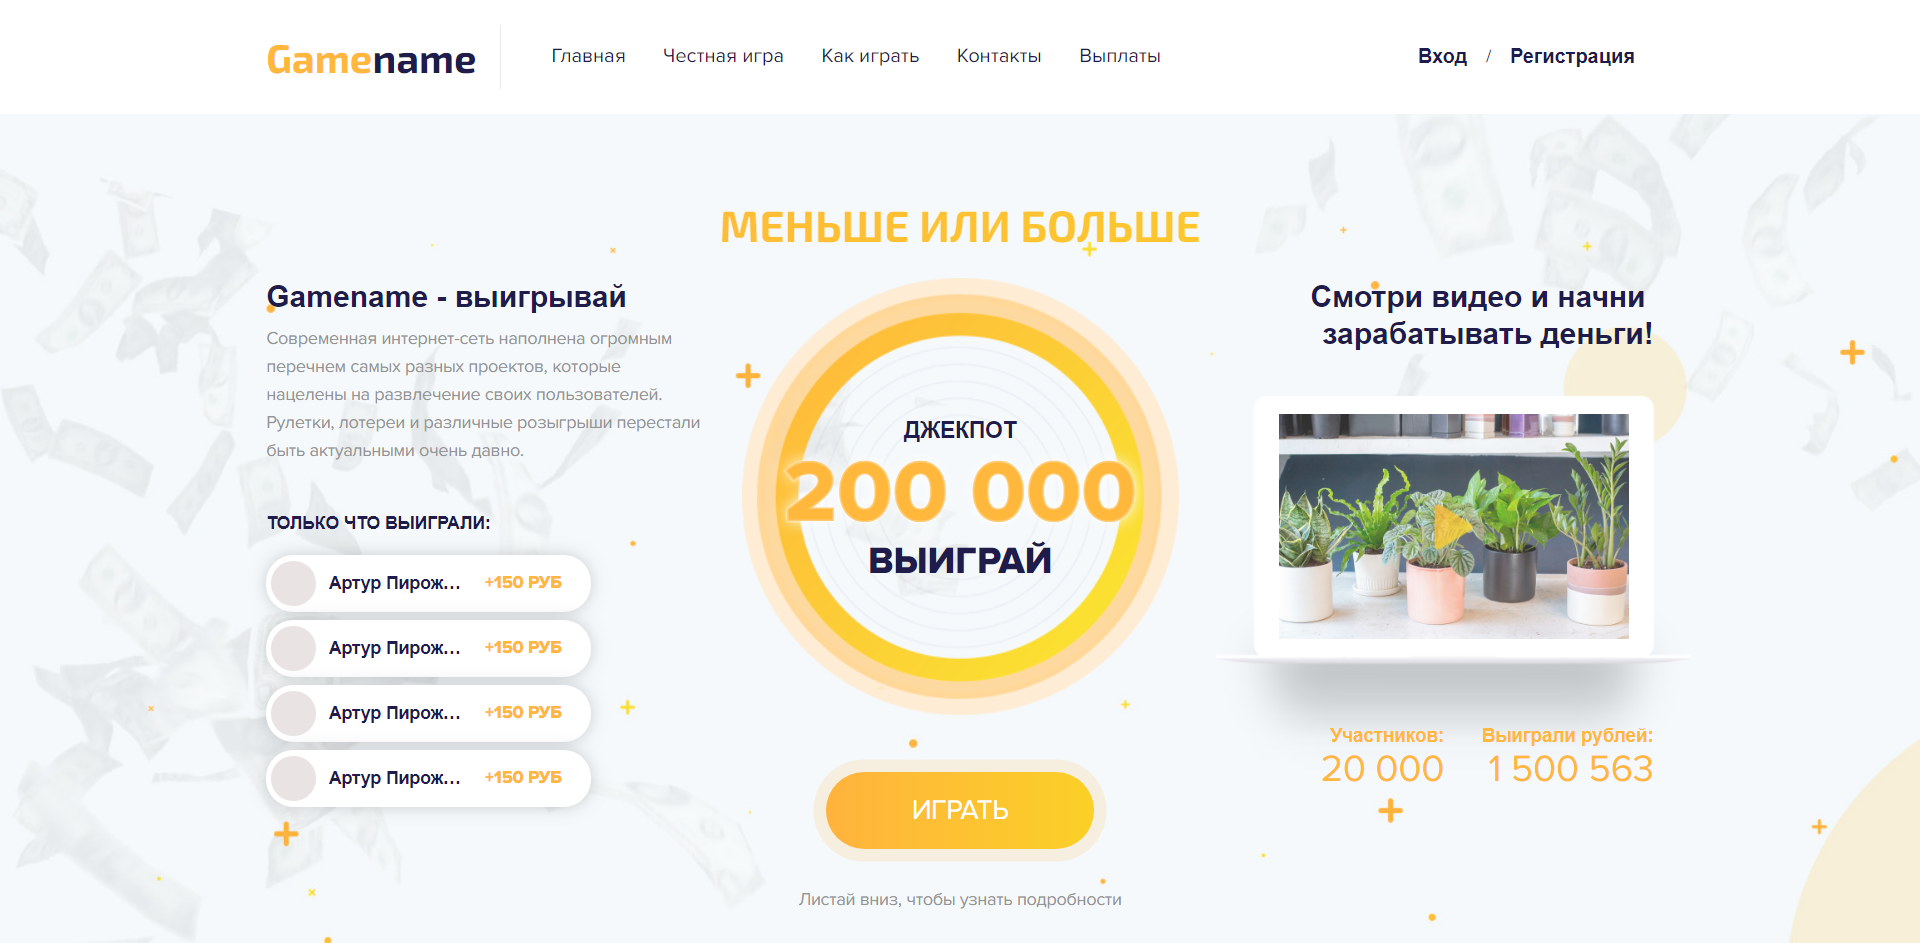 Gamename
Главная
Честная игра
Как играть
Контакты
Выплаты
Вход / Регистрация
МЕНЬШЕ ИЛИ БОЛЬШЕ
Gamename - выигрывай
Современная интернет-сеть наполнена огромным
перечнем самых разных проектов, которые
нацелены на развлечение своих пользователей.
Рулетки, лотереи и различные розыгрыши перестали
быть актуальными очень давно.
ТОЛЬКО ЧТО ВЫИГРАЛИ:
Артур Пирож... +150 РУБ
Артур Пирож... +150 РУБ
Артур Пирож... +150 РУБ
Артур Пирож... +150 РУБ
ДЖЕКПОТ
200 000
ВЫИГРАЙ
ИГРАТЬ
Листай вниз, чтобы узнать подробности
Смотри видео и начни
зарабатывать деньги!
Участников:
20 000
Выиграли рублей:
1 500 563